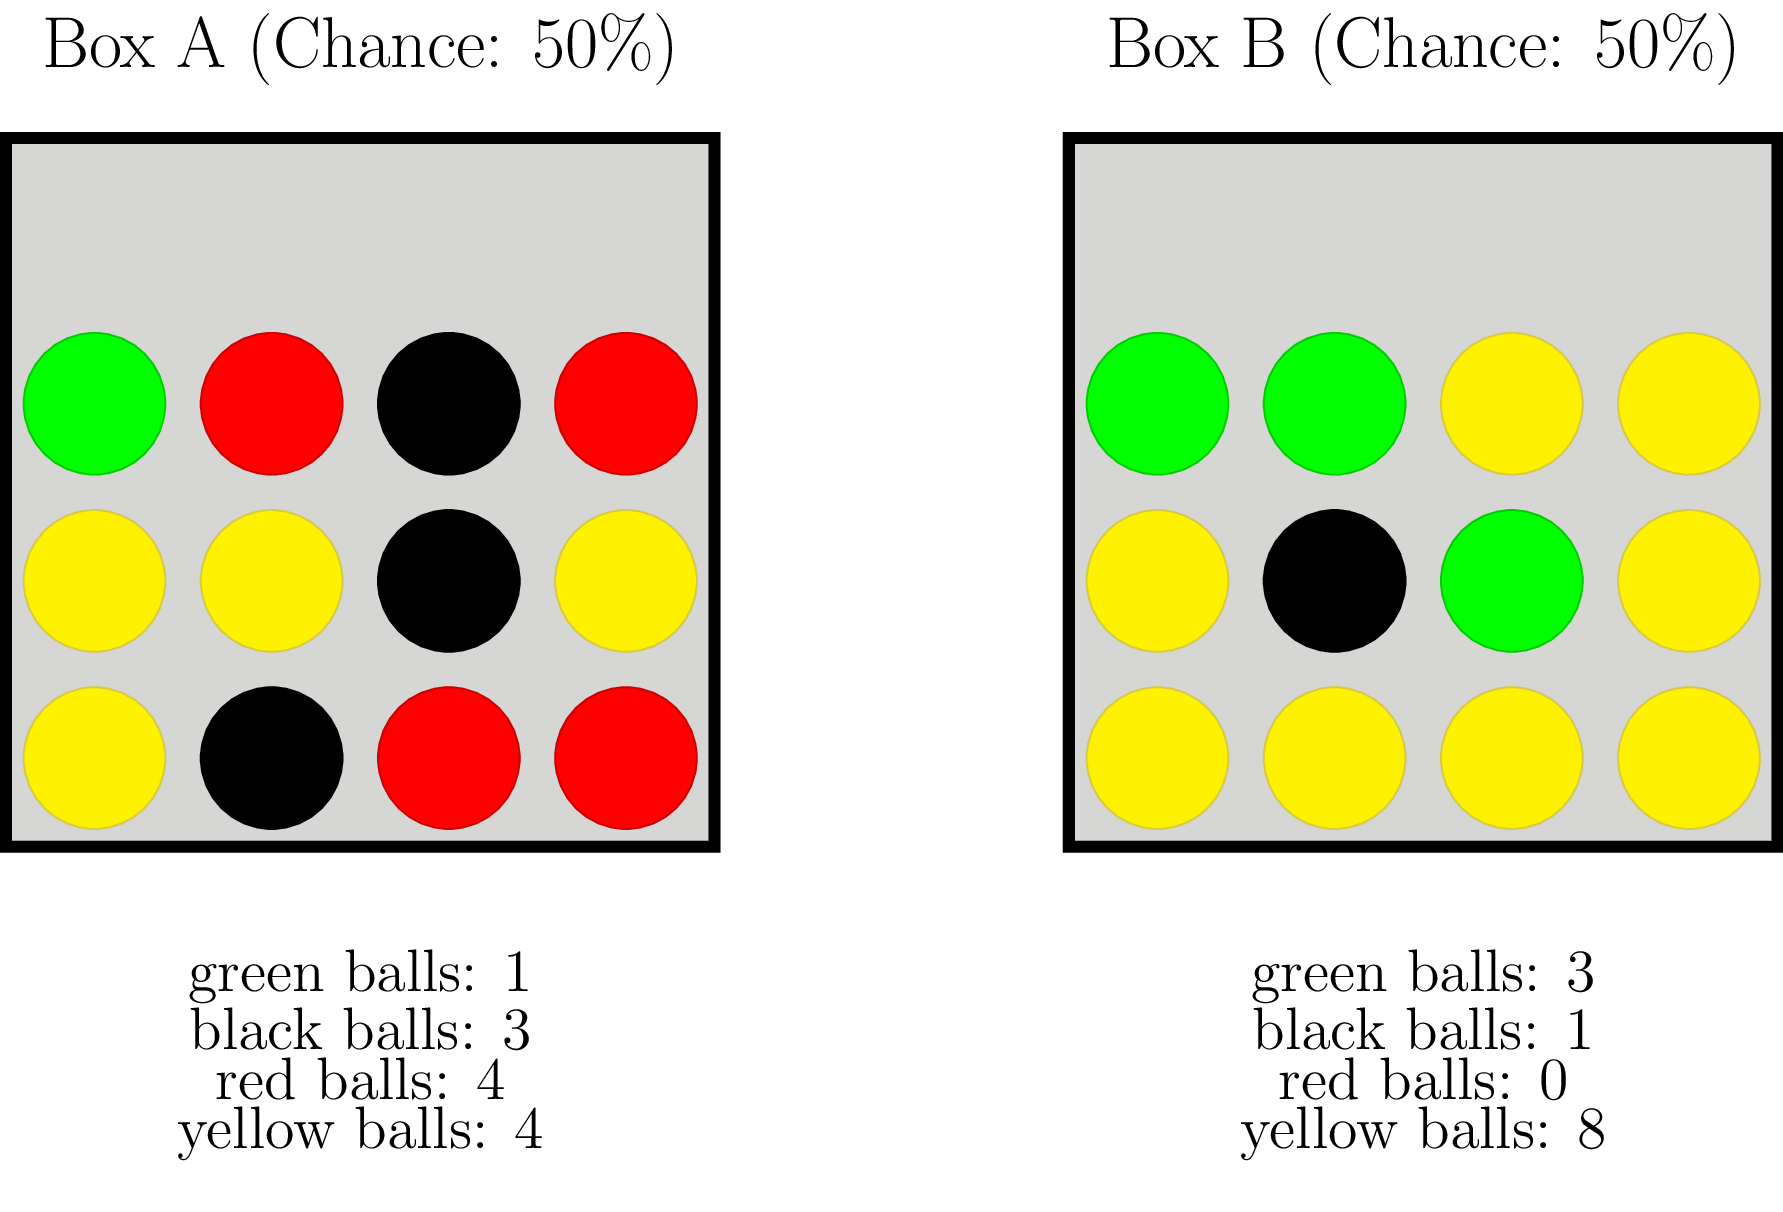 Box A (Chance: 50%)
Box B (Chance: 50%)
green balls: 1
black balls: 3
red balls: 4
yellow balls: 4
green balls: 3
black balls: 1
red balls: 0
yellow balls: 8